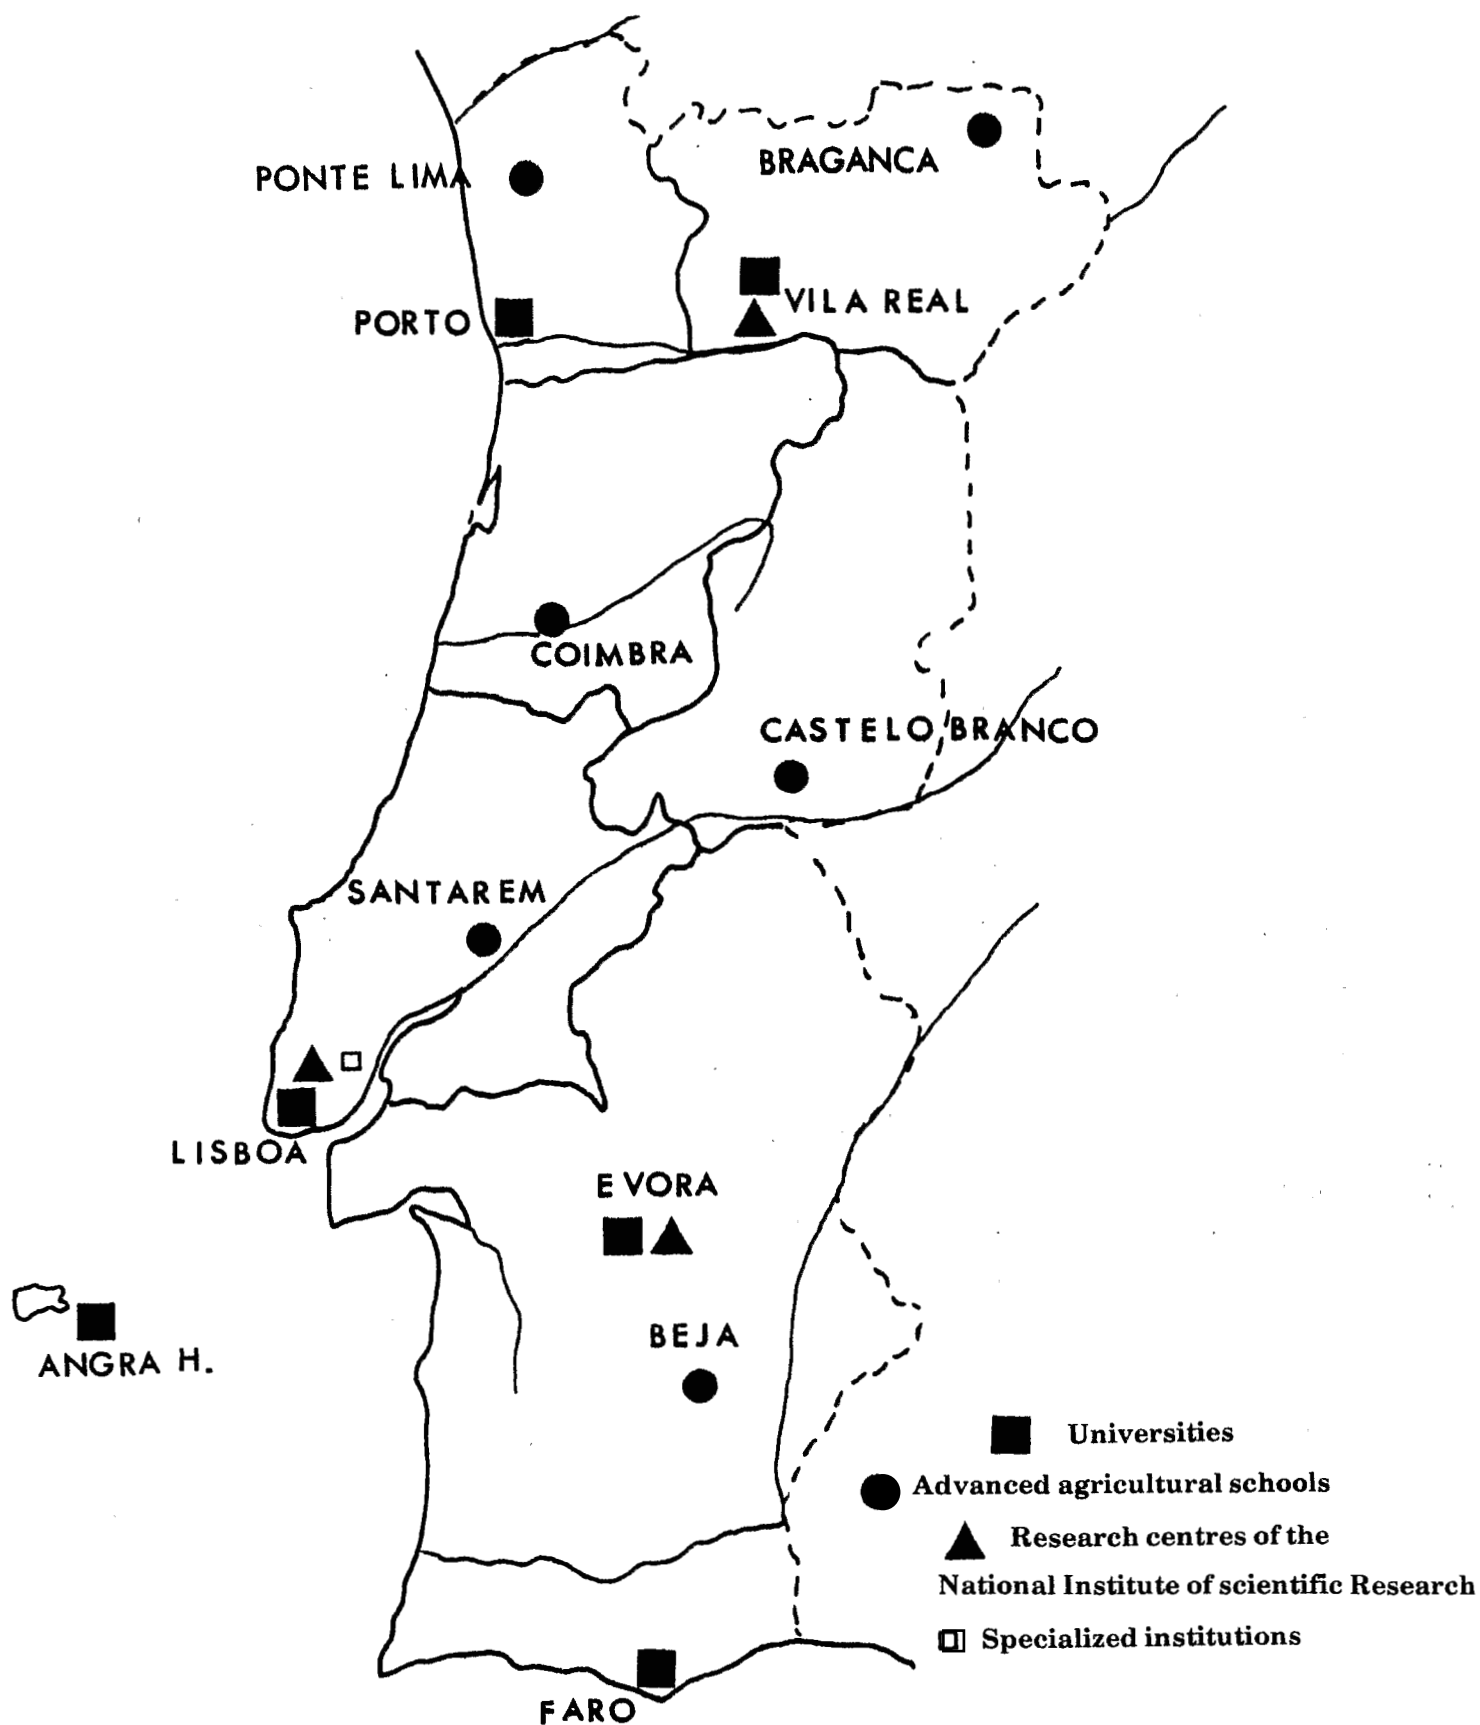 BRAGANCA
PONTE LIMA
VILA REAL
PORTO
COIMBRA
CASTELO BRANCO
SANTAREM
LISBOA
EVORA
BEJA
ANGRA H.
Universities
Advanced agricultural schools
Research centres of the
National Institute of scientific Research
Specialized institutions
FARO